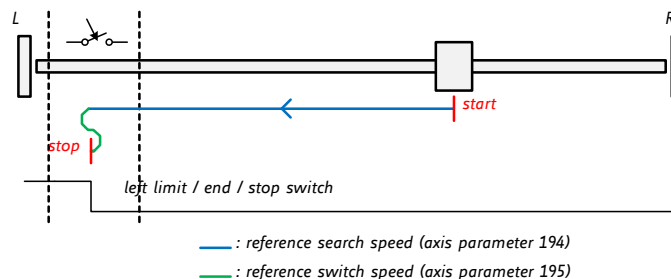 L
R
start
stop
left limit / end / stop switch
: reference search speed (axis parameter 194)
: reference switch speed (axis parameter 195)